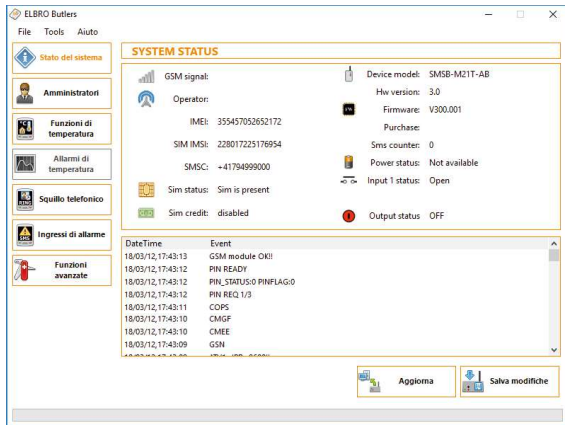 ELBRO Butlers
File Tools Aiuto
Stato del sistema
Amministratori
Funzioni di
temperatura
Allarmi di
temperatura
Squillo telefonico
Ingressi di allarme
Funzioni
avanzate
SYSTEM STATUS
GSM signal:
Operator:
IMEI: 355457052652172
SIM IMSI: 228017225176954
SMSC: +41794999000
Sim status: Sim is present
Sim credit: disabled
Device model: SMSB-M21T-AB
Hw version: 3.0
Firmware: V300.001
Purchase:
Sms counter: 0
Power status: Not available
Input 1 status: Open
Output status OFF
DateTime Event
18/03/12,17:43:13 GSM module OK!!
18/03/12,17:43:12 PIN READY
18/03/12,17:43:12 PIN_STATUS:0 PINFLAG:0
18/03/12,17:43:12 PIN REQ 1/3
18/03/12,17:43:11 COPS
18/03/12,17:43:10 CMGF
18/03/12,17:43:10 CMEE
18/03/12,17:43:09 GSN
Aggiorna
Salva modifiche